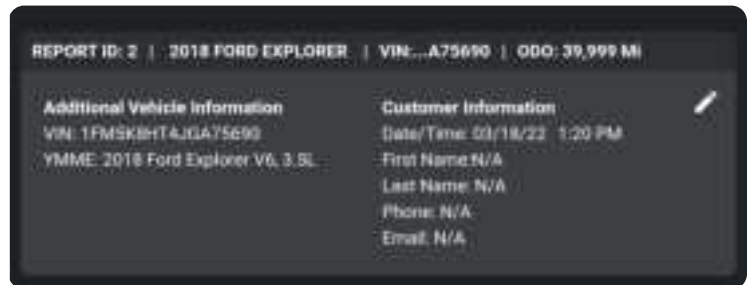 REPORT ID: 2 | 2018 FORD EXPLORER | VIN:...A75690 | ODO: 39,999 Mi
Additional Vehicle Information
VIN: 1FM5K8HT4JGA75690
YMME: 2018 Ford Explorer V6, 3.5L
Customer Information
Date/Time: 03/18/22 1:20 PM
First Name:N/A
Last Name: N/A
Phone: N/A
Email: N/A